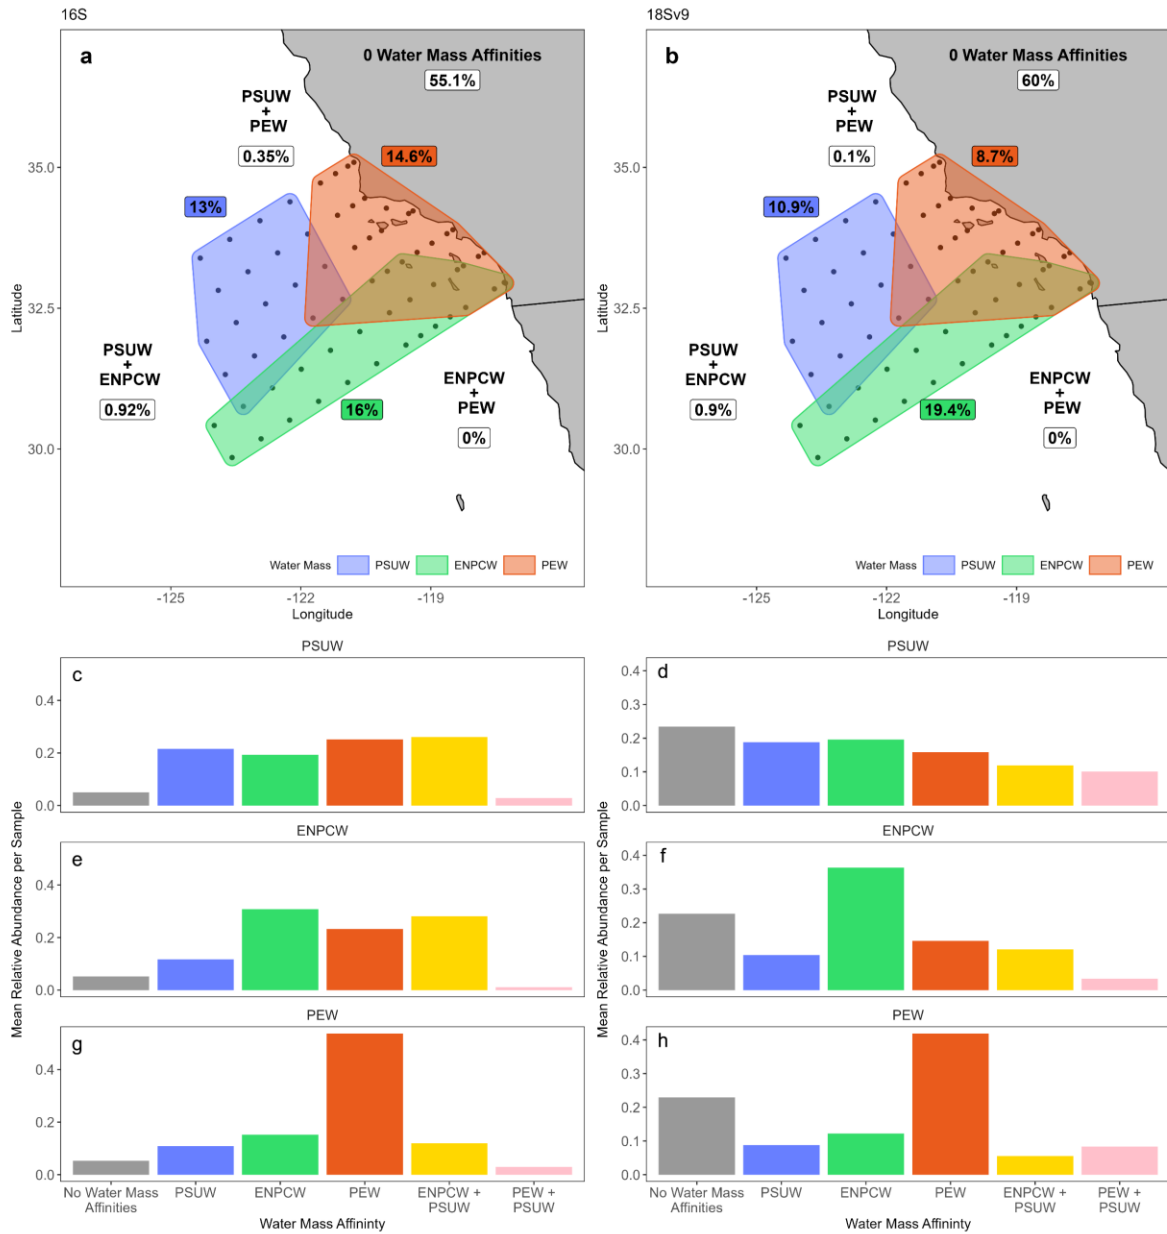 16S
a
0 Water Mass Affinities
55.1%
PSUW
+
PEW
0.35%
14.6%
13%
PSUW
+
ENPCW
0.92%
16%
ENPCW
+
PEW
0%
35.0
32.5
30.0
Latitude
Water Mass PSUW ENPCW PEW
-125 -122 -119
Longitude
18Sv9
b
0 Water Mass Affinities
60%
PSUW
+
PEW
0.1%
8.7%
10.9%
PSUW
+
ENPCW
0.9%
19.4%
ENPCW
+
PEW
0%
35.0
32.5
30.0
Latitude
Water Mass PSUW ENPCW PEW
-125 -122 -119
Longitude
Mean Relative Abundance per Sample
PSUW
c
0.4
0.2
0.0
ENPCW
e
0.4
0.2
0.0
PEW
g
0.4
0.2
0.0
No Water Mass PSUW ENPCW PEW ENPCW + PEW +
Affinities PSUW PSUW
Water Mass Affininty
Mean Relative Abundance per Sample
PSUW
d
0.4
0.3
0.2
0.1
0.0
ENPCW
f
0.4
0.3
0.2
0.1
0.0
PEW
h
0.4
0.3
0.2
0.1
0.0
No Water Mass PSUW ENPCW PEW ENPCW + PEW +
Affinities PSUW PSUW
Water Mass Affininty